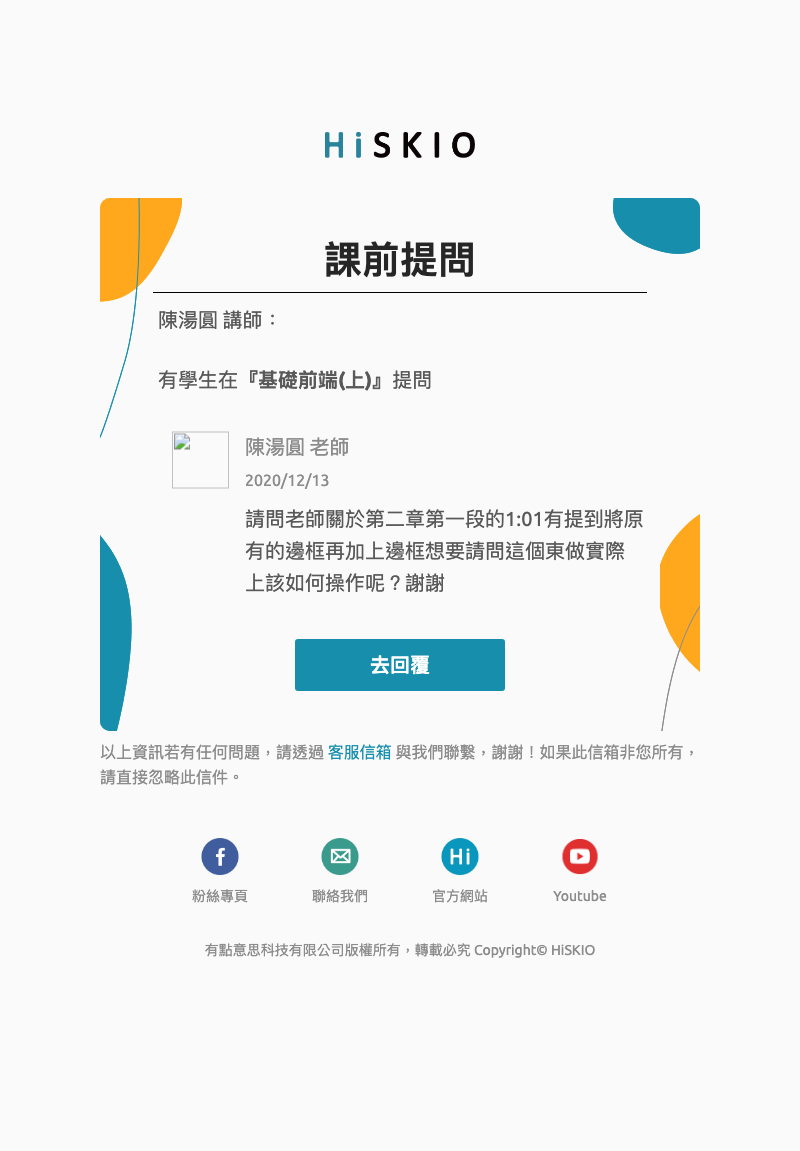 HiSKIO
課前提問
陳湯圓 講師：
有學生在『基礎前端(上)』提問
陳湯圓 老師
2020/12/13
請問老師關於第二章第一段的1:01有提到將原
有的邊框再加上邊框想要請問這個東做實際
上該如何操作呢？謝謝
去回覆
以上資訊若有任何問題，請透過 客服信箱 與我們聯繫，謝謝！如果此信箱非您所有，
請直接忽略此信件。
粉絲專頁
聯絡我們
Hi
官方網站
Youtube
有點意思科技有限公司版權所有，轉載必究 Copyright© HiSKIO